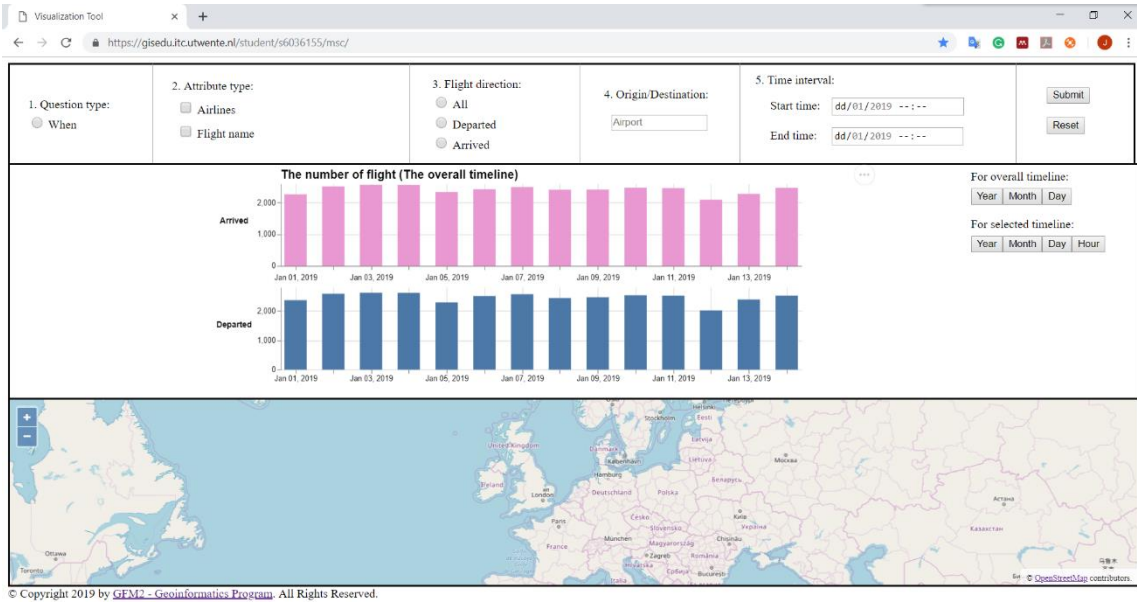 Visualization Tool
https://gisedu.itc.utwente.nl/student/s6036155/msc/
1. Question type:
When
2. Attribute type:
Airlines
Flight name
3. Flight direction:
All
Departed
Arrived
4. Origin/Destination:
Airport
5. Time interval:
Start time: dd/01/2019 --:--
End time: dd/01/2019 --:--
Submit
Reset
The number of flight (The overall timeline)
Arrived
2,000
1,000
0
Jan 01, 2019 Jan 03, 2019 Jan 05, 2019 Jan 07, 2019 Jan 09, 2019 Jan 11, 2019 Jan 13, 2019
Departed
2,000
1,000
0
Jan 01, 2019 Jan 03, 2019 Jan 05, 2019 Jan 07, 2019 Jan 09, 2019 Jan 11, 2019 Jan 13, 2019
For overall timeline:
Year Month Day
For selected timeline:
Year Month Day Hour
+
−
Helsinki
Stockholm Eesti
United Kingdom Danmark Latvija
København Lietuva Москва
Ireland Hamburg Беларусь
London Deutschland Polska
Астана
Paris Česko Київ
Slovensko Україна Казахстан
France München Magyarország Chișinău
Ottawa Zagreb România
Toronto Hrvatska Србија București
Italia
© OpenStreetMap contributors.
© Copyright 2019 by GFM2 - Geoinformatics Program. All Rights Reserved.